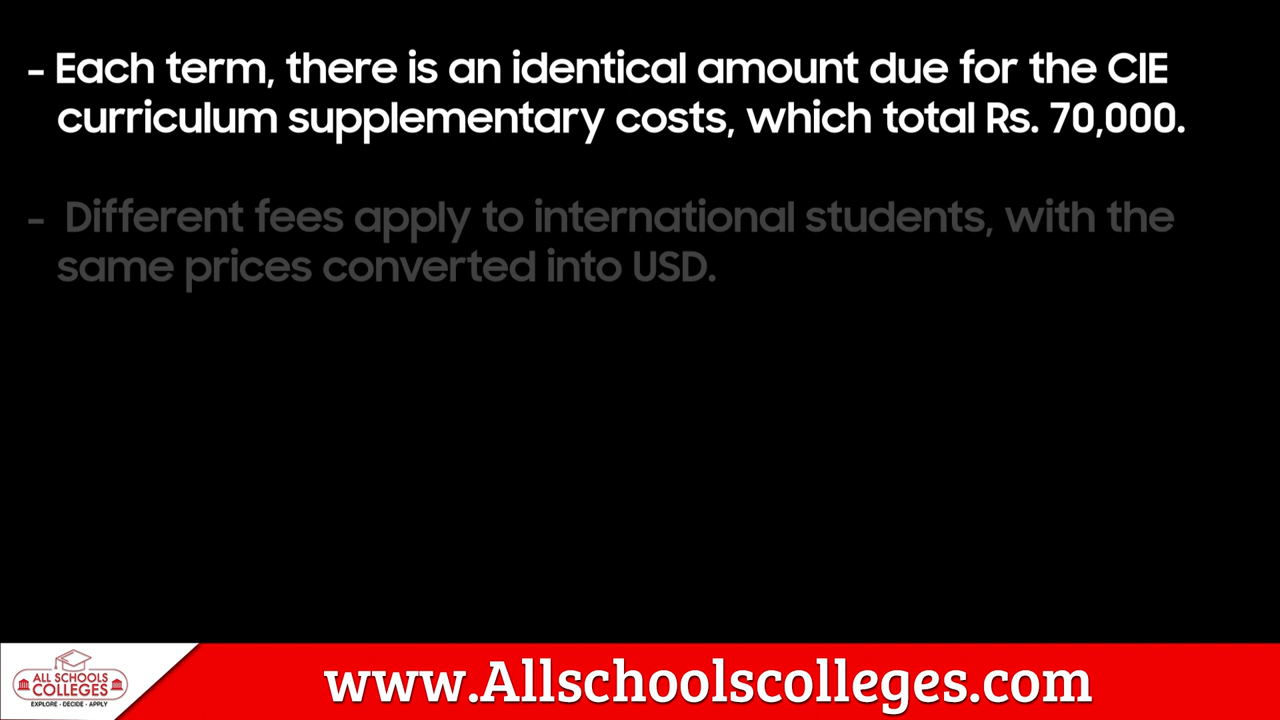 - Each term, there is an identical amount due for the CIE
curriculum supplementary costs, which total Rs. 70,000.
- Different fees apply to international students, with the
same prices converted into USD.
ALL SCHOOLS
COLLEGES
EXPLORE - DECIDE - APPLY
www.Allschoolscolleges.com